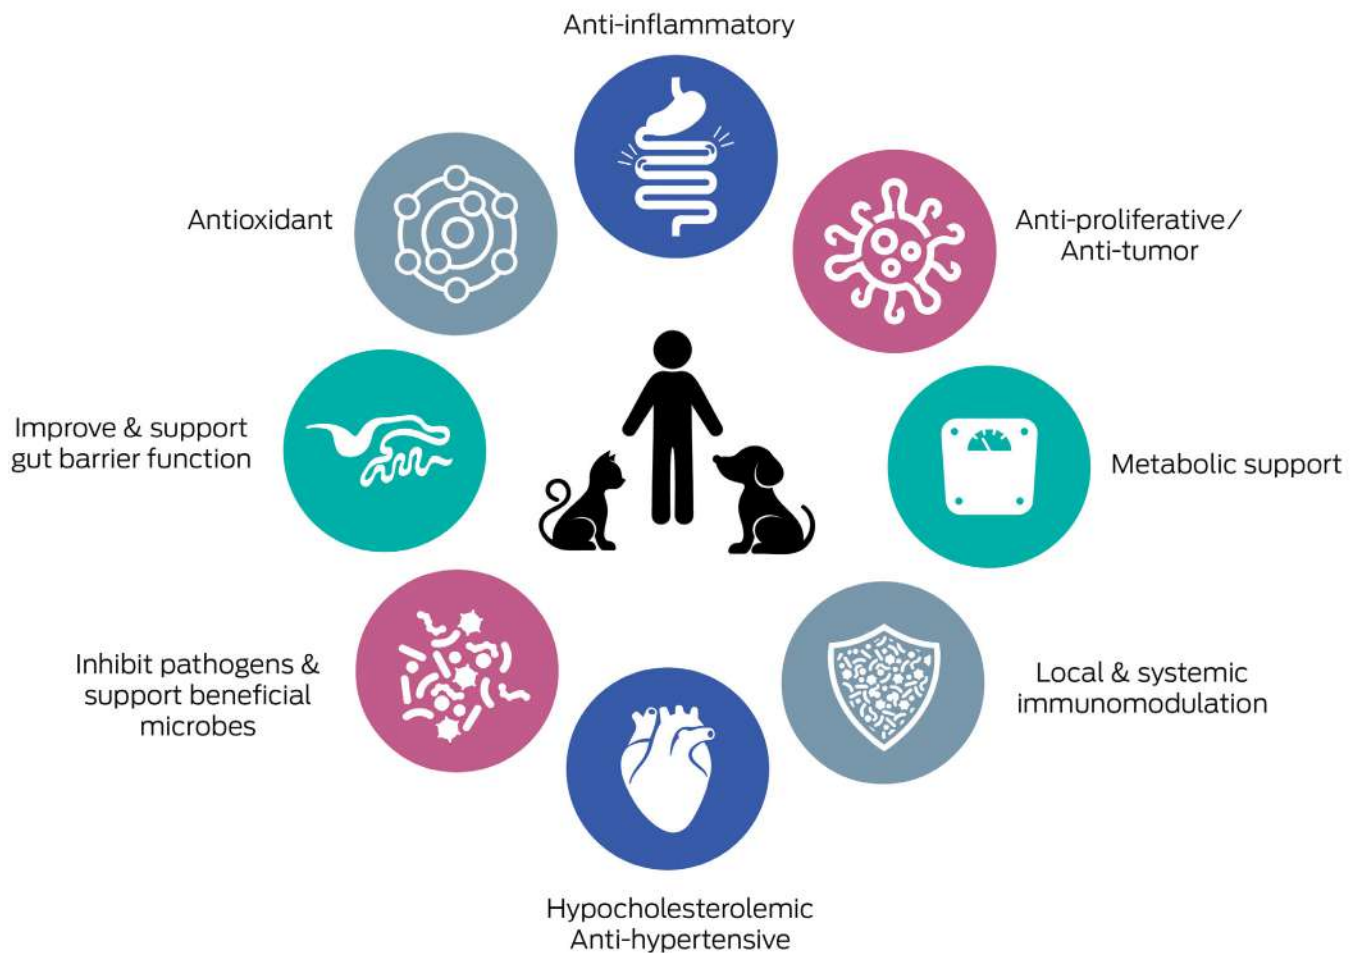 Anti-inflammatory
Antioxidant
Anti-proliferative/
Anti-tumor
Improve & support
gut barrier function
Metabolic support
Inhibit pathogens &
support beneficial
microbes
Local & systemic
immunomodulation
Hypocholesterolemic
Anti-hypertensive